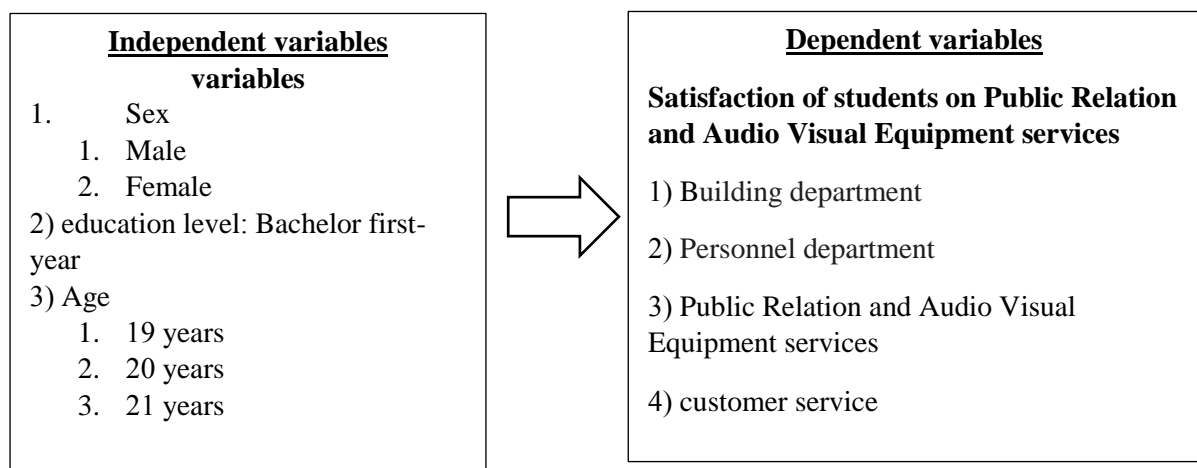 Independent variables
variables
1. Sex
1. Male
2. Female
2) education level: Bachelor first-
year
3) Age
1. 19 years
2. 20 years
3. 21 years
Dependent variables
Satisfaction of students on Public Relation
and Audio Visual Equipment services
1) Building department
2) Personnel department
3) Public Relation and Audio Visual
Equipment services
4) customer service